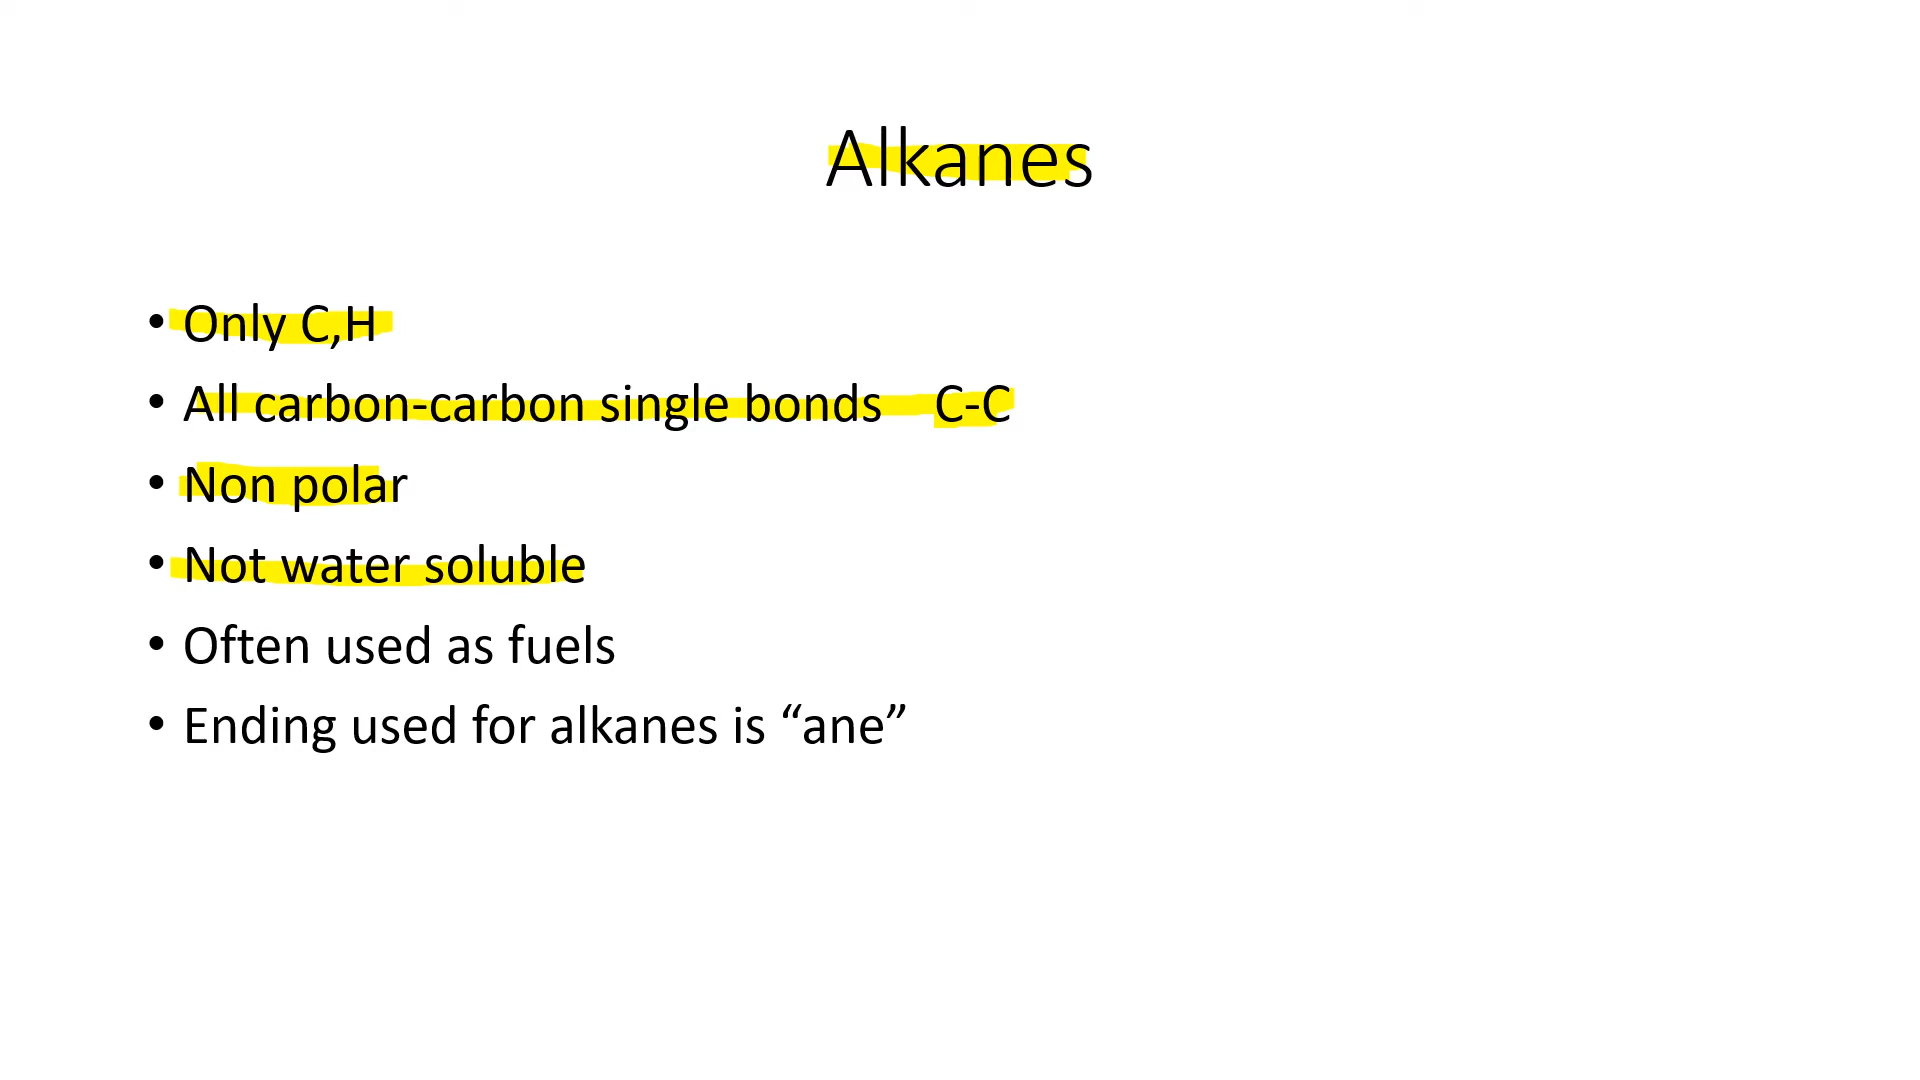 Alkanes
• Only C,H
• All carbon-carbon single bonds C-C
• Non polar
• Not water soluble
• Often used as fuels
• Ending used for alkanes is “ane”